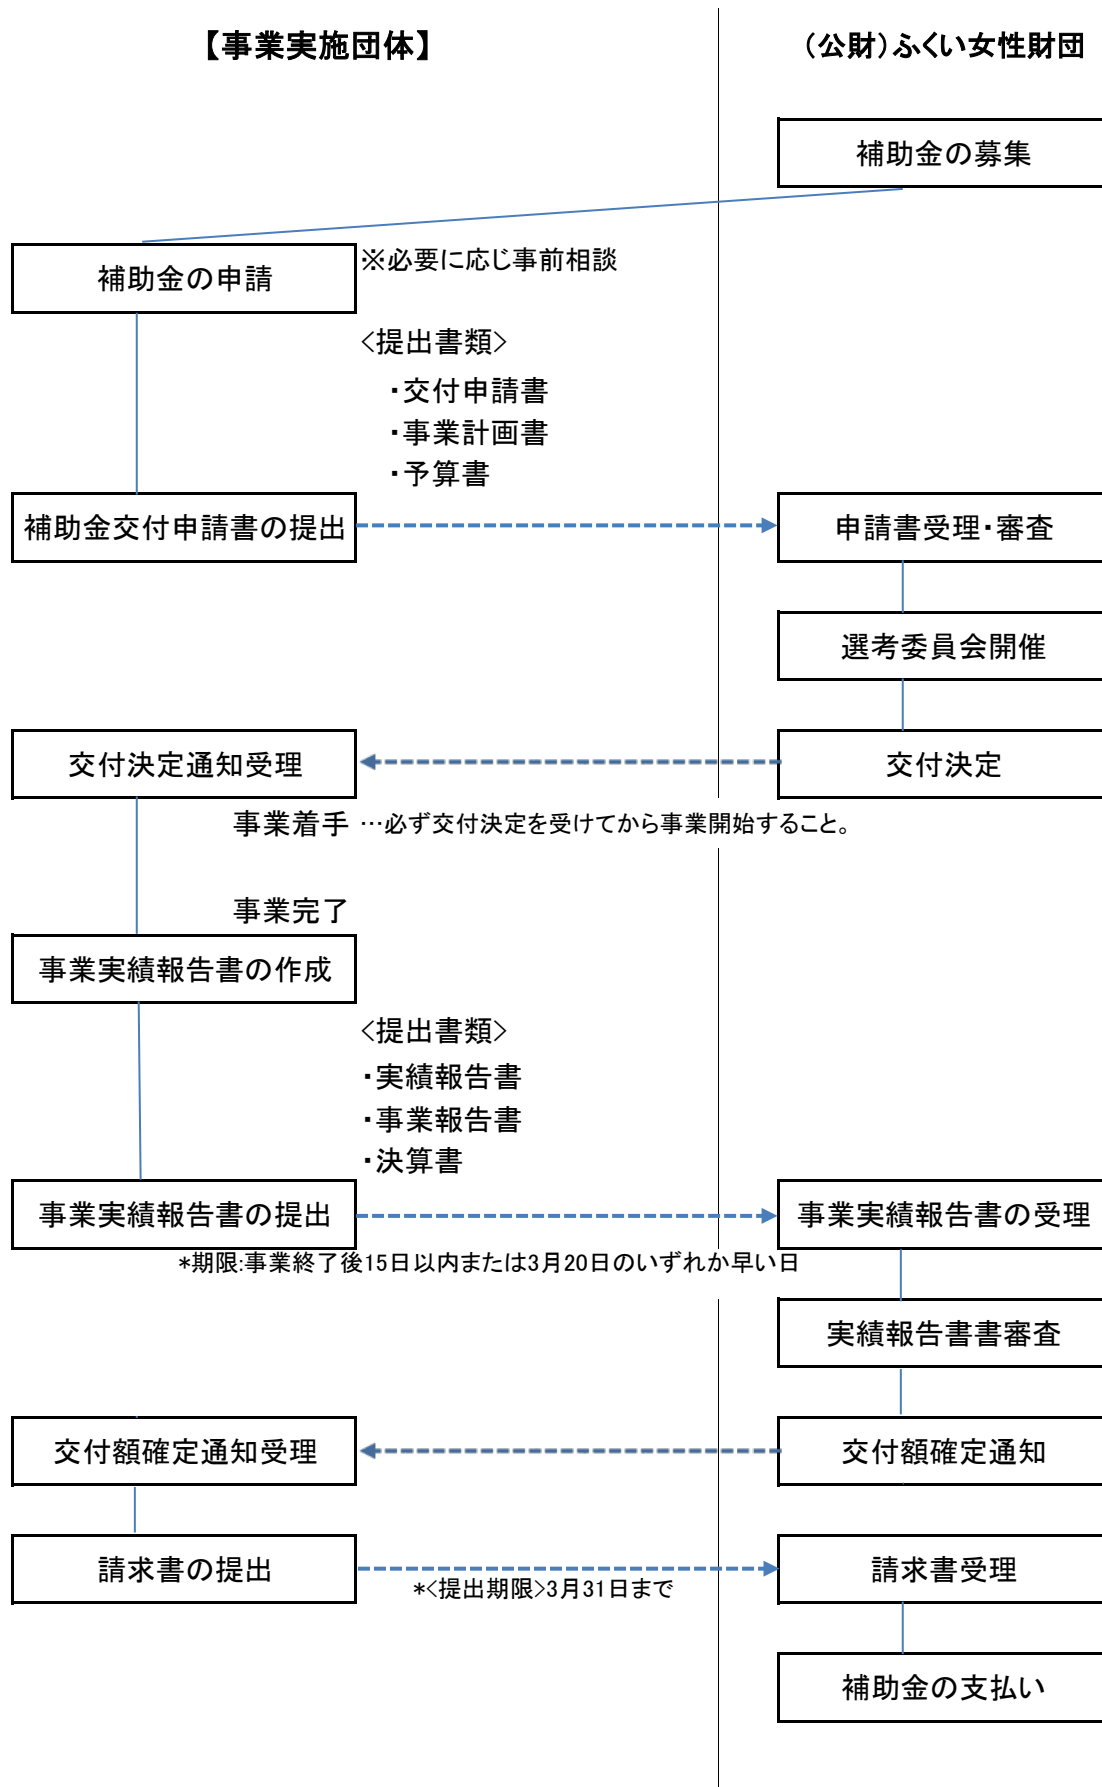 【事業実施団体】
（公財）ふくい女性財団
補助金の募集
補助金の申請
※必要に応じ事前相談
<提出書類>
・交付申請書
・事業計画書
・予算書
補助金交付申請書の提出
申請書受理・審査
選考委員会開催
交付決定通知受理
交付決定
事業着手 …必ず交付決定を受けてから事業開始すること。
事業完了
事業実績報告書の作成
<提出書類>
・実績報告書
・事業報告書
・決算書
事業実績報告書の提出
事業実績報告書の受理
*期限:事業終了後15日以内または3月20日のいずれか早い日
実績報告書書審査
交付額確定通知受理
交付額確定通知
請求書の提出
請求書受理
*<提出期限>3月31日まで
補助金の支払い